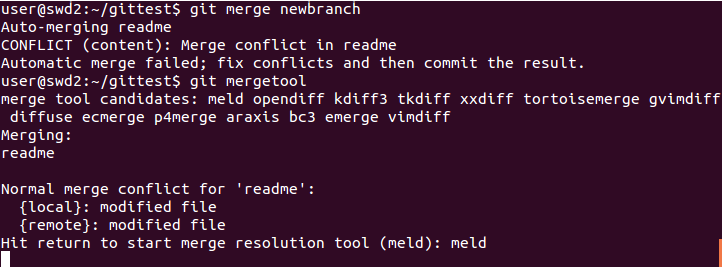 user@swd2:~/gittest$ git merge newbranch
Auto-merging readme
CONFLICT (content): Merge conflict in readme
Automatic merge failed; fix conflicts and then commit the result.
user@swd2:~/gittest$ git mergetool
merge tool candidates: meld opendiff kdiff3 tkdiff xxdiff tortoisemerge gvimdiff
 diffuse ecmerge p4merge araxis bc3 emerge vimdiff
Merging:
readme

Normal merge conflict for 'readme':
  {local}: modified file
  {remote}: modified file
Hit return to start merge resolution tool (meld): meld